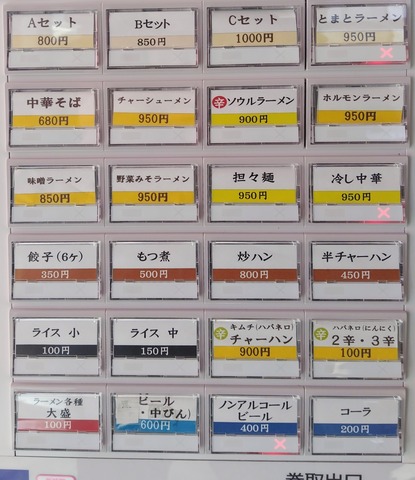 Aセット
800円
Bセット
850円
Cセット
1000円
とまとラーメン
950円
中華そば
680円
チャーシューメン
950円
辛 ソウルラーメン
900円
ホルモンラーメン
950円
味噌ラーメン
850円
野菜みそラーメン
950円
担々麺
950円
冷し中華
950円
餃子(6ヶ)
350円
もつ煮
500円
炒ハン
800円
半チャーハン
450円
ライス 小
100円
ライス 中
150円
辛 キムチ(ハバネロ)
チャーハン
900円
辛 ハバネロ(にんにく)
2辛・3辛
100円
ラーメン各種
大盛
100円
ビール
・中びん)
600円
ノンアルコール
ビール
400円
コーラ
200円
券取出口